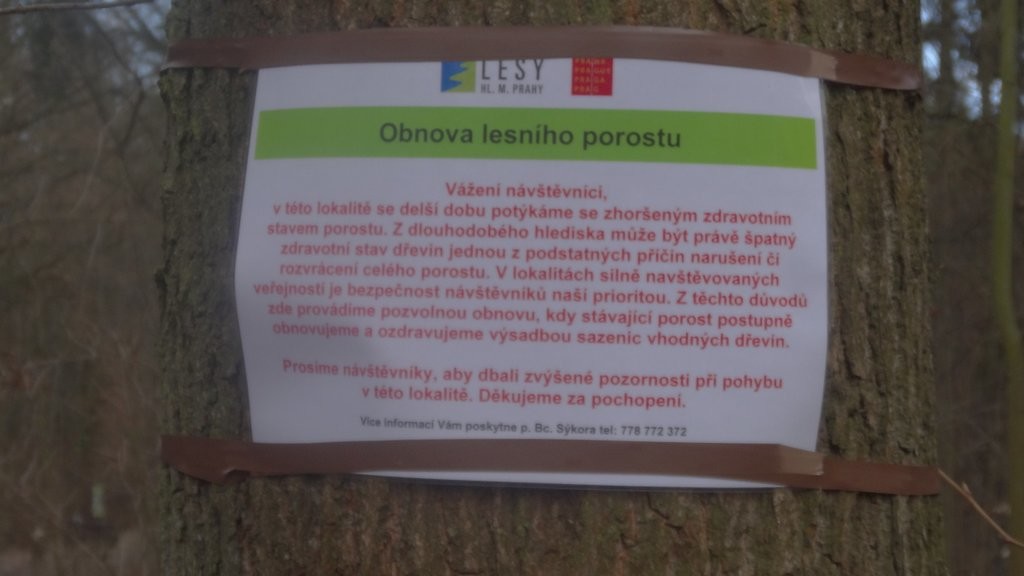 LESY
HL. M. PRAHY
PRAHA
PRAGUE
PRAGA
PRAG
Obnova lesního porostu
Vážení návštěvníci,
v této lokalitě se delší dobu potýkáme se zhoršeným zdravotním
stavem porostu. Z dlouhodobého hlediska může být právě špatný
zdravotní stav dřevin jednou z podstatných příčin narušení či
rozvrácení celého porostu. V lokalitách silně navštěvovaných
veřejností je bezpečnost návštěvníků naší prioritou. Z těchto důvodů
zde provádíme pozvolnou obnovu, kdy stávající porost postupně
obnovujeme a ozdravujeme výsadbou sazenic vhodných dřevin.
Prosíme návštěvníky, aby dbali zvýšené pozornosti při pohybu
v této lokalitě. Děkujeme za pochopení.
Více informací Vám poskytne p. Bc. Sýkora tel: 778 772 372